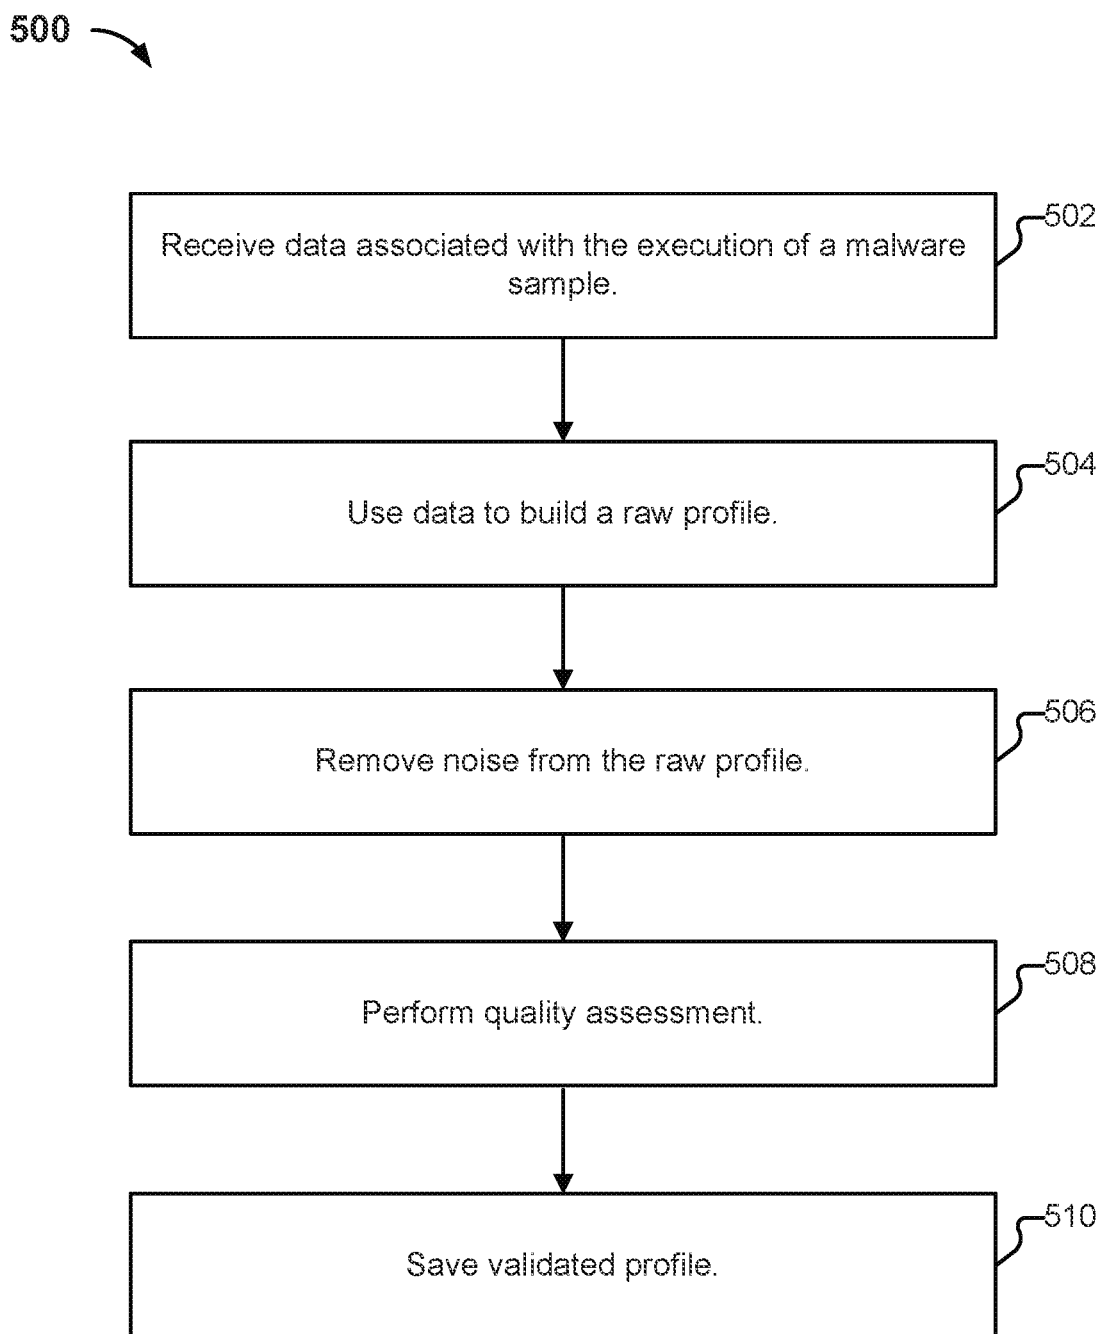 500
502
Receive data associated with the execution of a malware
sample.
504
Use data to build a raw profile.
506
Remove noise from the raw profile.
508
Perform quality assessment.
510
Save validated profile.